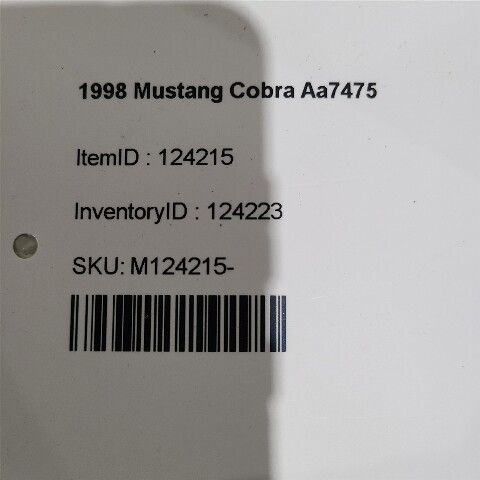 1998 Mustang Cobra Aa7475
ItemID : 124215
InventoryID : 124223
SKU: M124215-